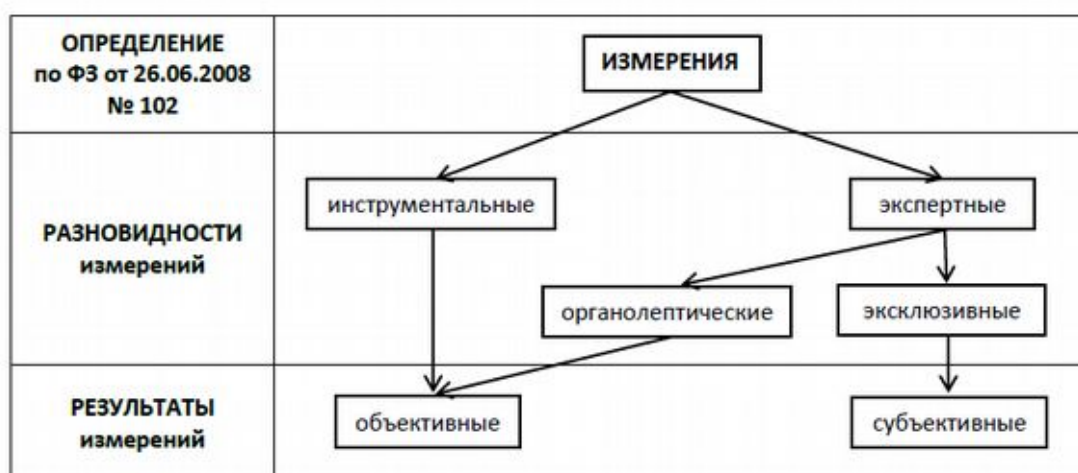 ОПРЕДЕЛЕНИЕ
по ФЗ от 26.06.2008
№ 102
ИЗМЕРЕНИЯ
РАЗНОВИДНОСТИ
измерений
инструментальные
экспертные
органолептические
эксклюзивные
РЕЗУЛЬТАТЫ
измерений
объективные
субъективные